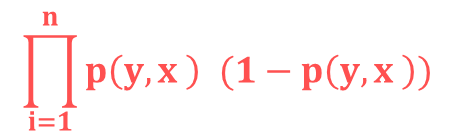 ∏_{i=1}^{n} p(y,x) (1 − p(y,x))